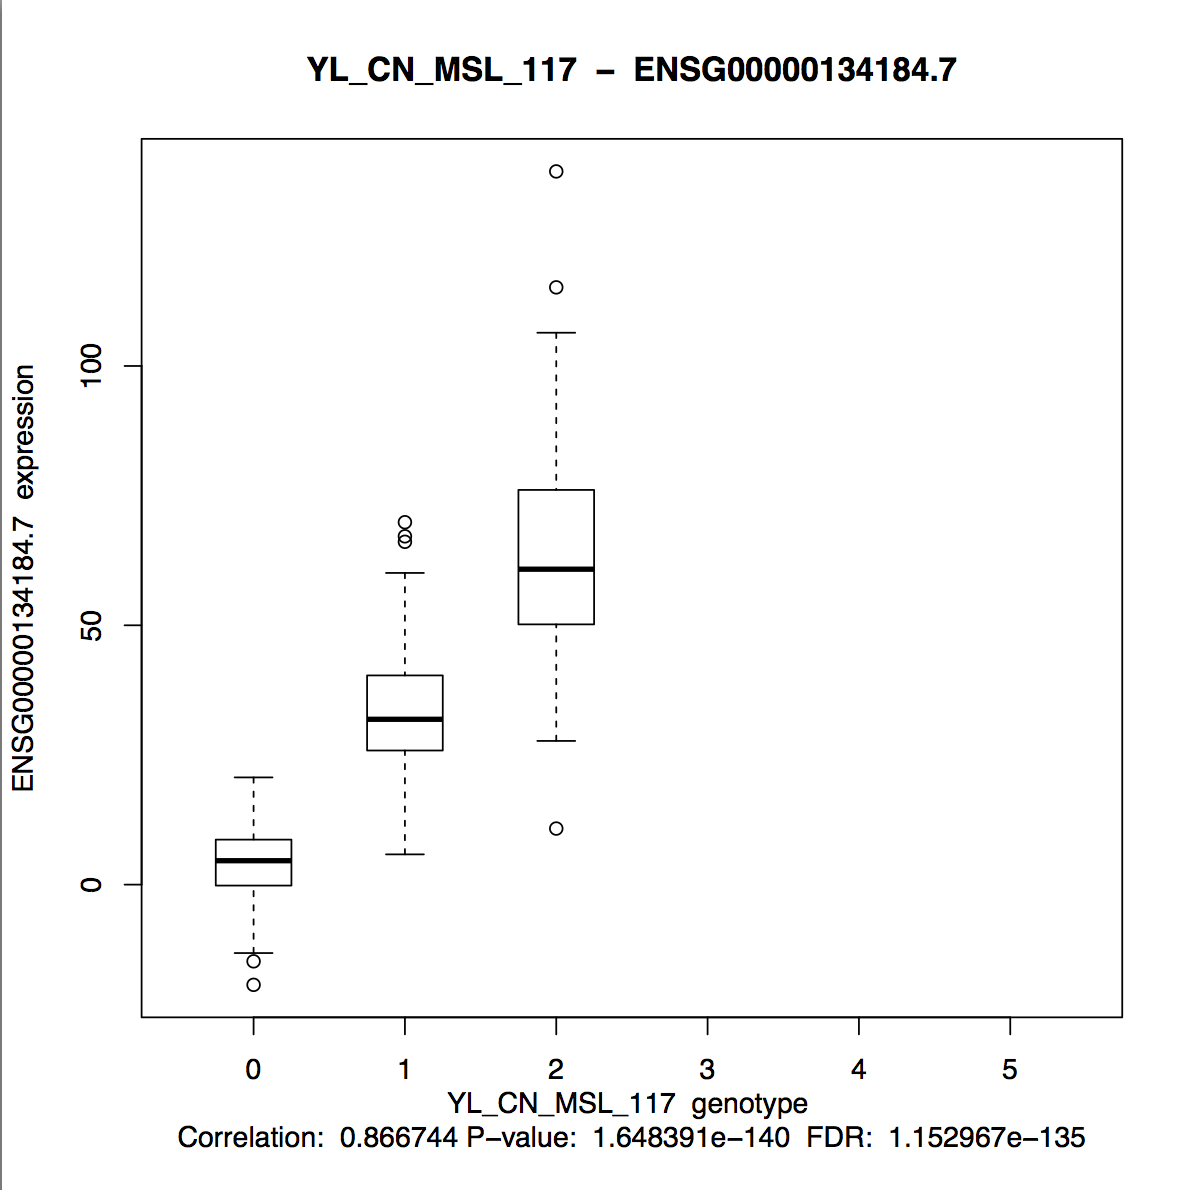 YL_CN_MSL_117 – ENSG00000134184.7
ENSG00000134184.7 expression
100
50
0
0 1 2 3 4 5
YL_CN_MSL_117 genotype
Correlation: 0.866744 P−value: 1.648391e−140 FDR: 1.152967e−135